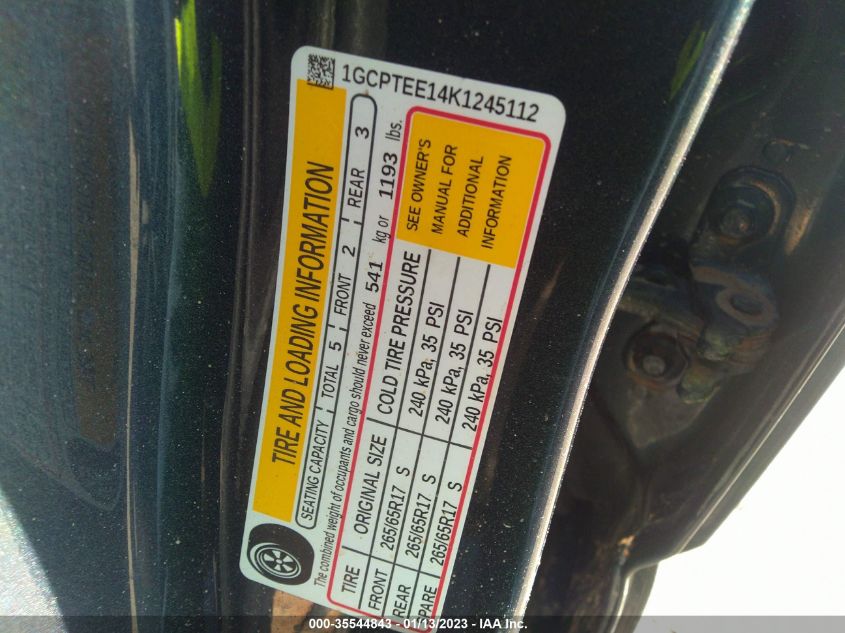 1GCPTEE14K1245112
TIRE AND LOADING INFORMATION
SEATING CAPACITY TOTAL 5 FRONT 2 REAR 3
The combined weight of occupants and cargo should never exceed 541 kg or 1193 lbs.
TIRE ORIGINAL SIZE COLD TIRE PRESSURE SEE OWNER'S
FRONT 265/65R17 S 240 kPa, 35 PSI MANUAL FOR
REAR 265/65R17 S 240 kPa, 35 PSI ADDITIONAL
SPARE 265/65R17 S 240 kPa, 35 PSI INFORMATION
000-35544843 - 01/13/2023 - IAA Inc.